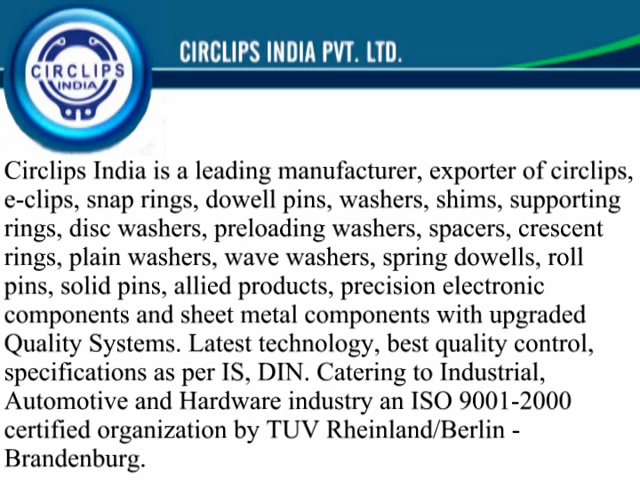 CIRCLIPS INDIA PVT. LTD.
CIRCLIPS
INDIA
Circlips India is a leading manufacturer, exporter of circlips,
e-clips, snap rings, dowell pins, washers, shims, supporting
rings, disc washers, preloading washers, spacers, crescent
rings, plain washers, wave washers, spring dowells, roll
pins, solid pins, allied products, precision electronic
components and sheet metal components with upgraded
Quality Systems. Latest technology, best quality control,
specifications as per IS, DIN. Catering to Industrial,
Automotive and Hardware industry an ISO 9001-2000
certified organization by TUV Rheinland/Berlin -
Brandenburg.